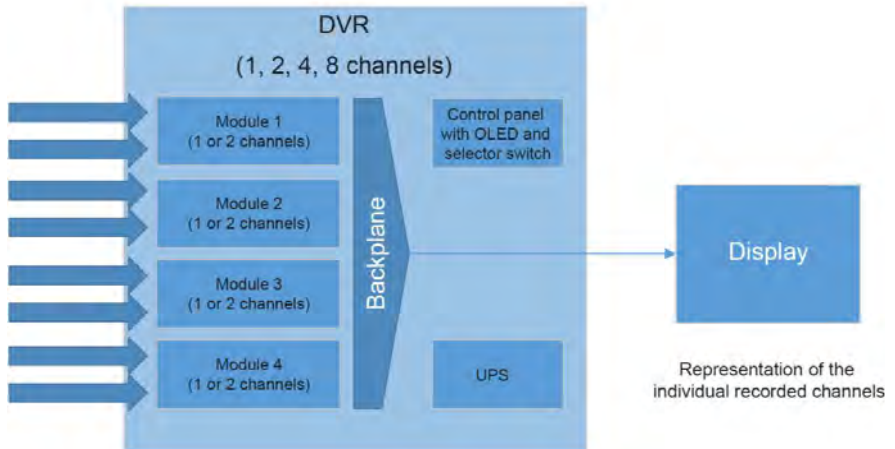 DVR
(1, 2, 4, 8 channels)
Module 1
(1 or 2 channels)
Module 2
(1 or 2 channels)
Module 3
(1 or 2 channels)
Module 4
(1 or 2 channels)
Backplane
Control panel
with OLED and
selector switch
UPS
Display
Representation of the
individual recorded channels